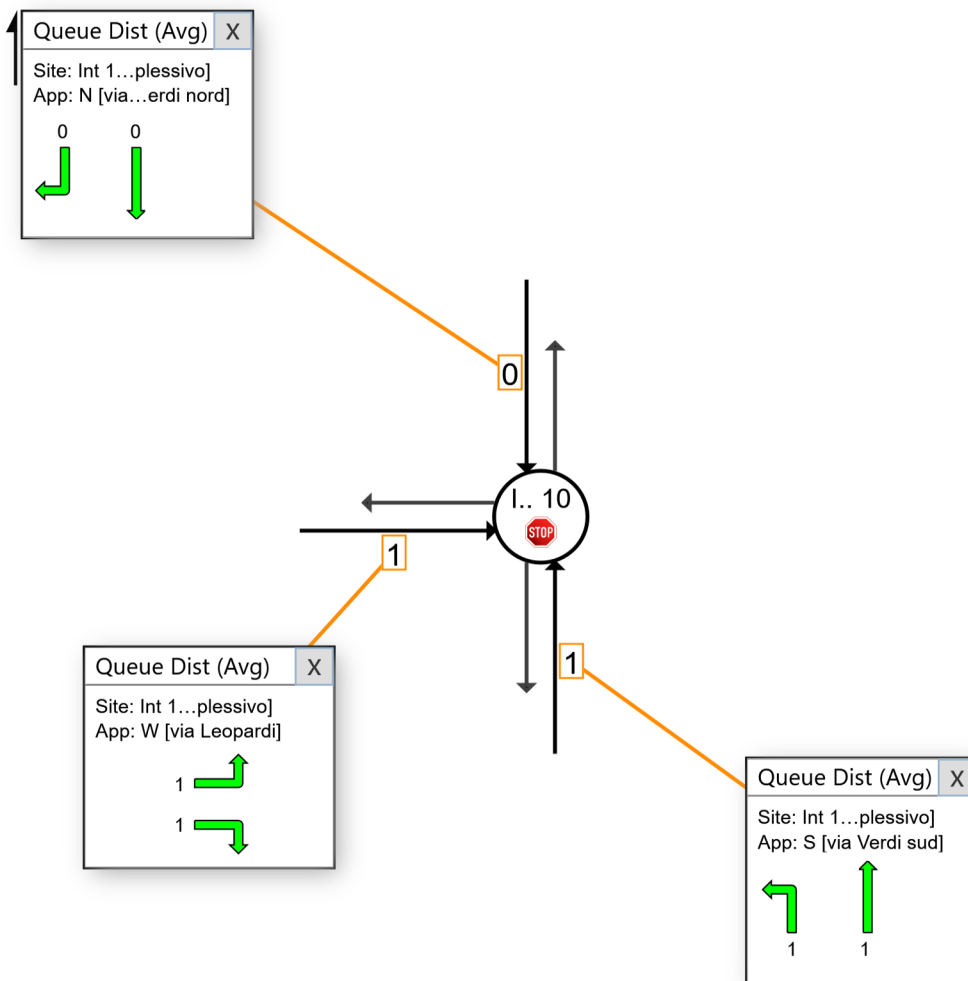 Queue Dist (Avg) X
Site: Int 1...plessivo]
App: N [via...erdi nord]
0 0
0
I.. 10
STOP
1
1
Queue Dist (Avg) X
Site: Int 1...plessivo]
App: W [via Leopardi]
1
1
Queue Dist (Avg) X
Site: Int 1...plessivo]
App: S [via Verdi sud]
1 1